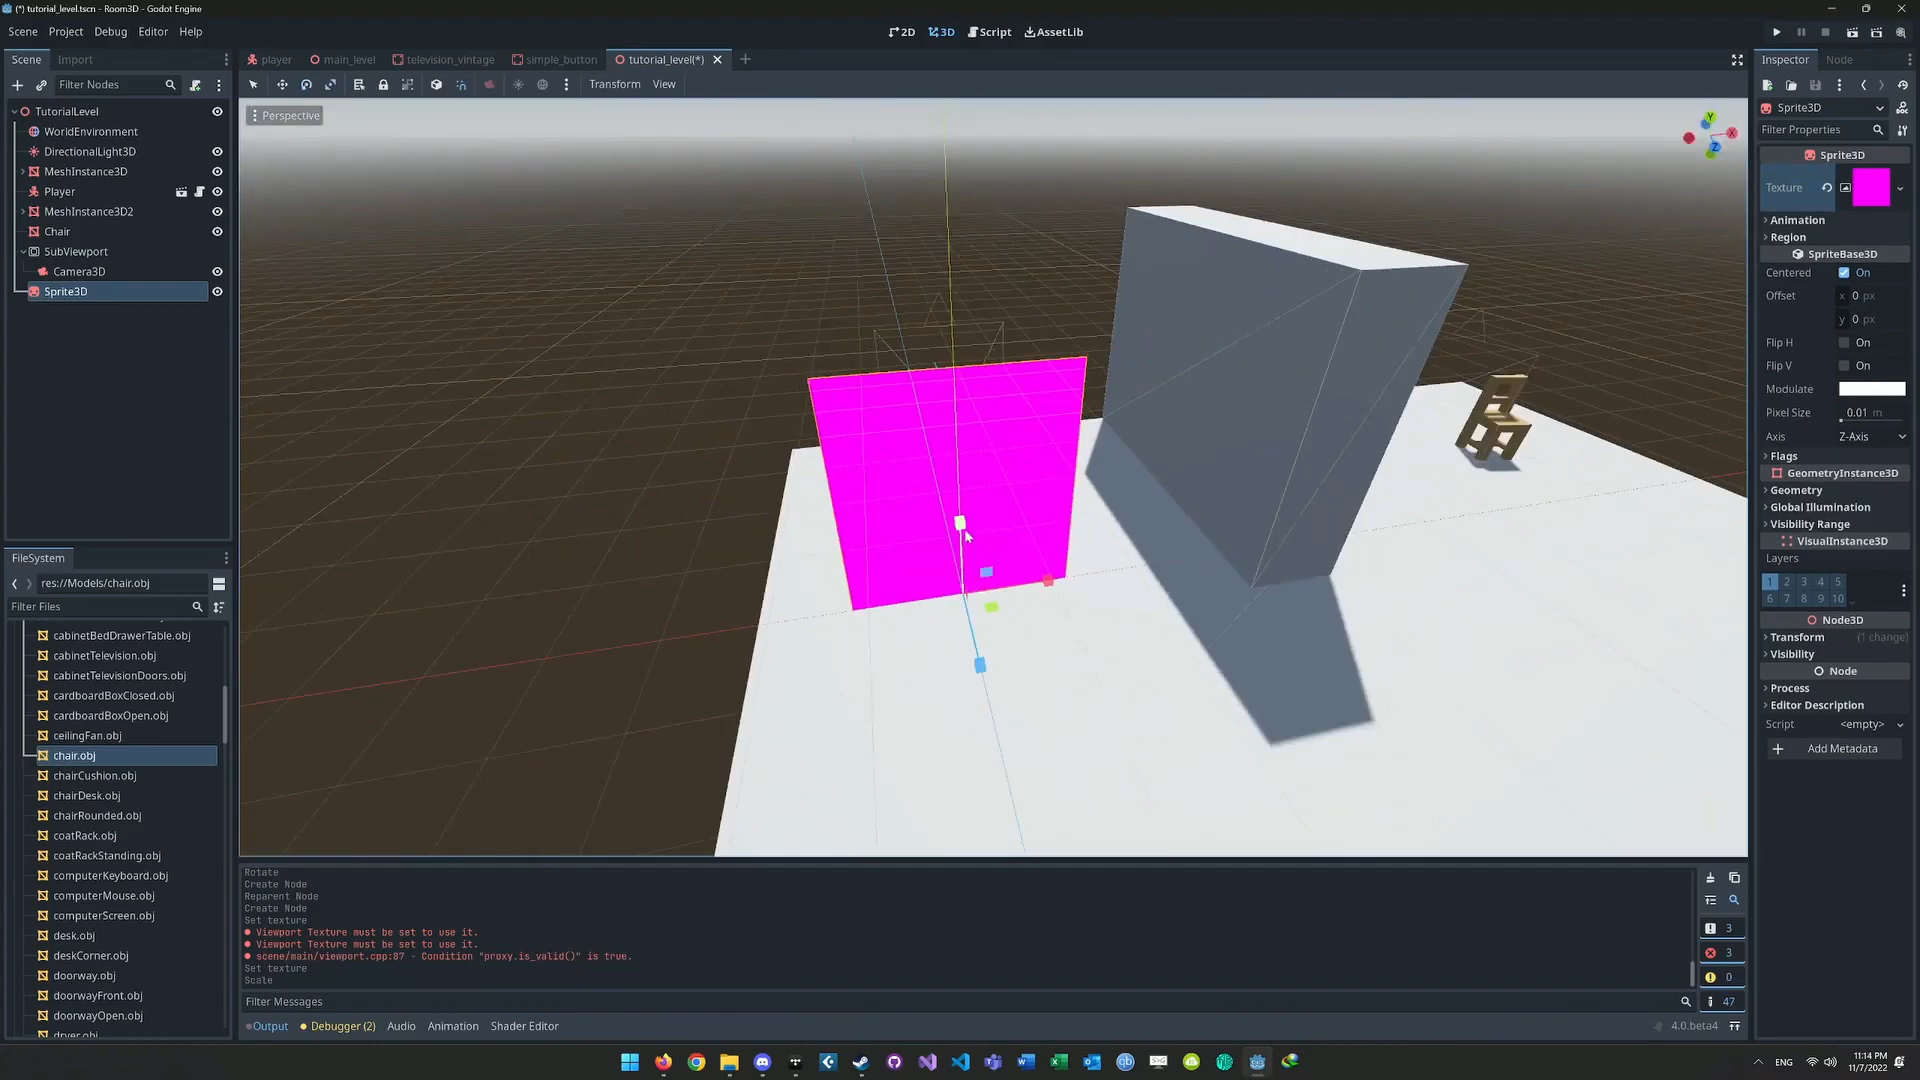 (*) tutorial_level.tscn - Room3D - Godot Engine
Scene Project Debug Editor Help
2D 3D Script AssetLib
Scene Import
player main_level television_vintage simple_button tutorial_level(*)
Inspector Node
Filter Nodes
Transform View
TutorialLevel
WorldEnvironment
DirectionalLight3D
MeshInstance3D
Player
MeshInstance3D2
Chair
SubViewport
Camera3D
Sprite3D
Perspective
Y
X
Z
Sprite3D
Filter Properties
Sprite3D
Texture
Animation
Region
SpriteBase3D
Centered On
Offset x 0 px
y 0 px
Flip H On
Flip V On
Modulate
Pixel Size 0.01 m
Axis Z-Axis
Flags
GeometryInstance3D
Geometry
Global Illumination
Visibility Range
VisualInstance3D
Layers
1 2 3 4 5
6 7 8 9 10
Node3D
Transform (1 change)
Visibility
Node
Process
Editor Description
Script <empty>
Add Metadata
FileSystem
res://Models/chair.obj
Filter Files
cabinetBedDrawerTable.obj
cabinetTelevision.obj
cabinetTelevisionDoors.obj
cardboardBoxClosed.obj
cardboardBoxOpen.obj
ceilingFan.obj
chair.obj
chairCushion.obj
chairDesk.obj
chairRounded.obj
coatRack.obj
coatRackStanding.obj
computerKeyboard.obj
computerMouse.obj
computerScreen.obj
desk.obj
deskCorner.obj
doorway.obj
doorwayFront.obj
doorwayOpen.obj
dryer.obj
Rotate
Create Node
Reparent Node
Create Node
Set texture
Viewport Texture must be set to use it.
Viewport Texture must be set to use it.
scene/main/viewport.cpp:87 - Condition "proxy.is_valid()" is true.
Set texture
Scale
3
3
0
47
Filter Messages
Output Debugger (2) Audio Animation Shader Editor
4.0.beta4
ENG
11:14 PM
11/7/2022